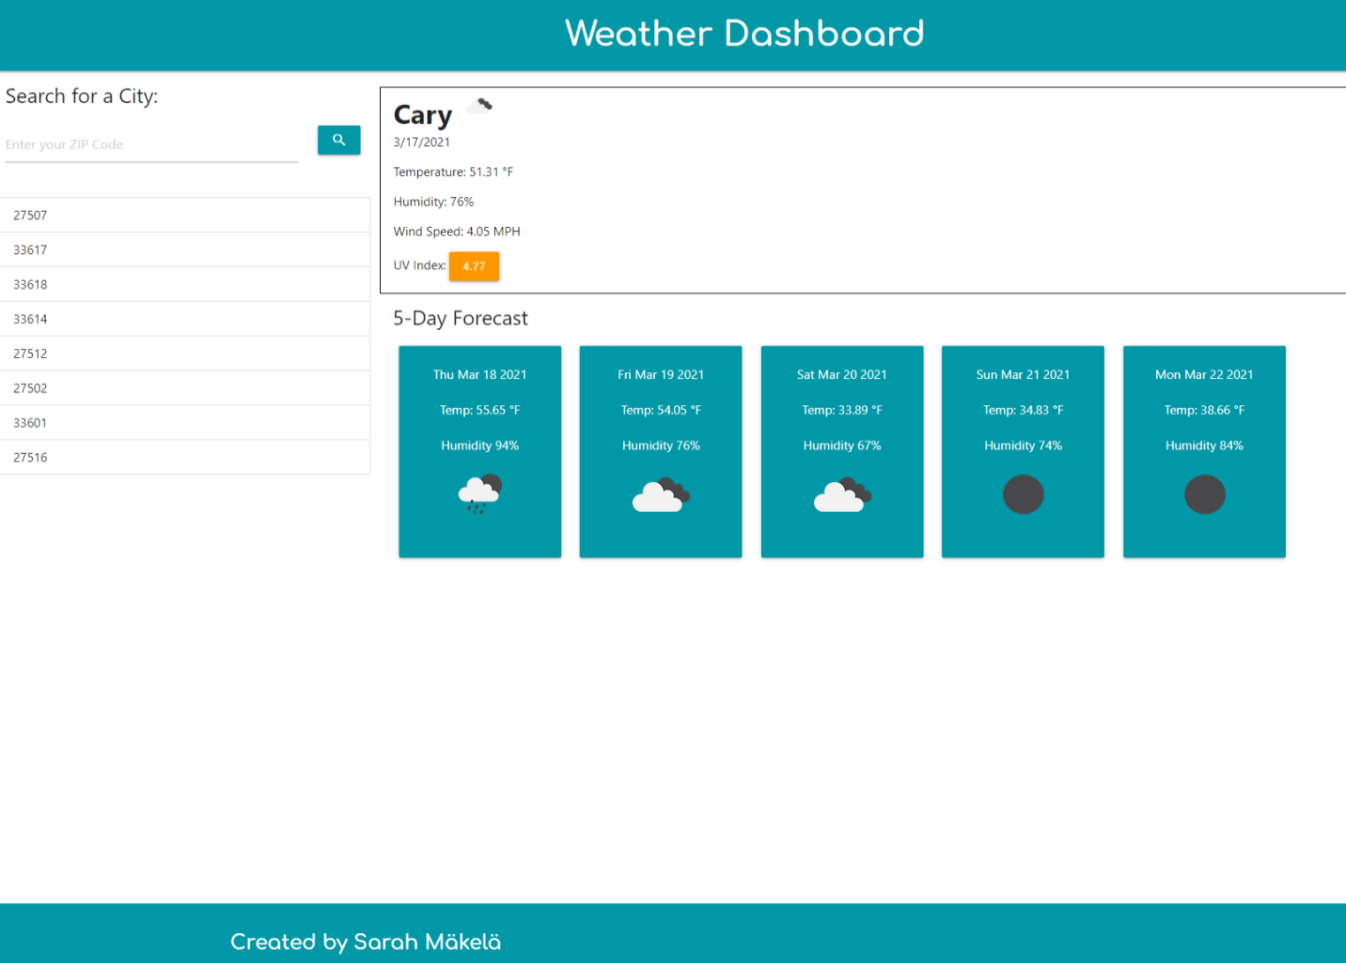 Weather Dashboard
Search for a City:
Enter your ZIP Code
27507
33617
33618
33614
27512
27502
33601
27516
Cary
3/17/2021
Temperature: 51.31 °F
Humidity: 76%
Wind Speed: 4.05 MPH
UV Index: 4.77
5-Day Forecast
Thu Mar 18 2021
Temp: 55.65 °F
Humidity 94%
Fri Mar 19 2021
Temp: 54.05 °F
Humidity 76%
Sat Mar 20 2021
Temp: 33.89 °F
Humidity 67%
Sun Mar 21 2021
Temp: 34.83 °F
Humidity 74%
Mon Mar 22 2021
Temp: 38.66 °F
Humidity 84%
Created by Sarah Mäkelä